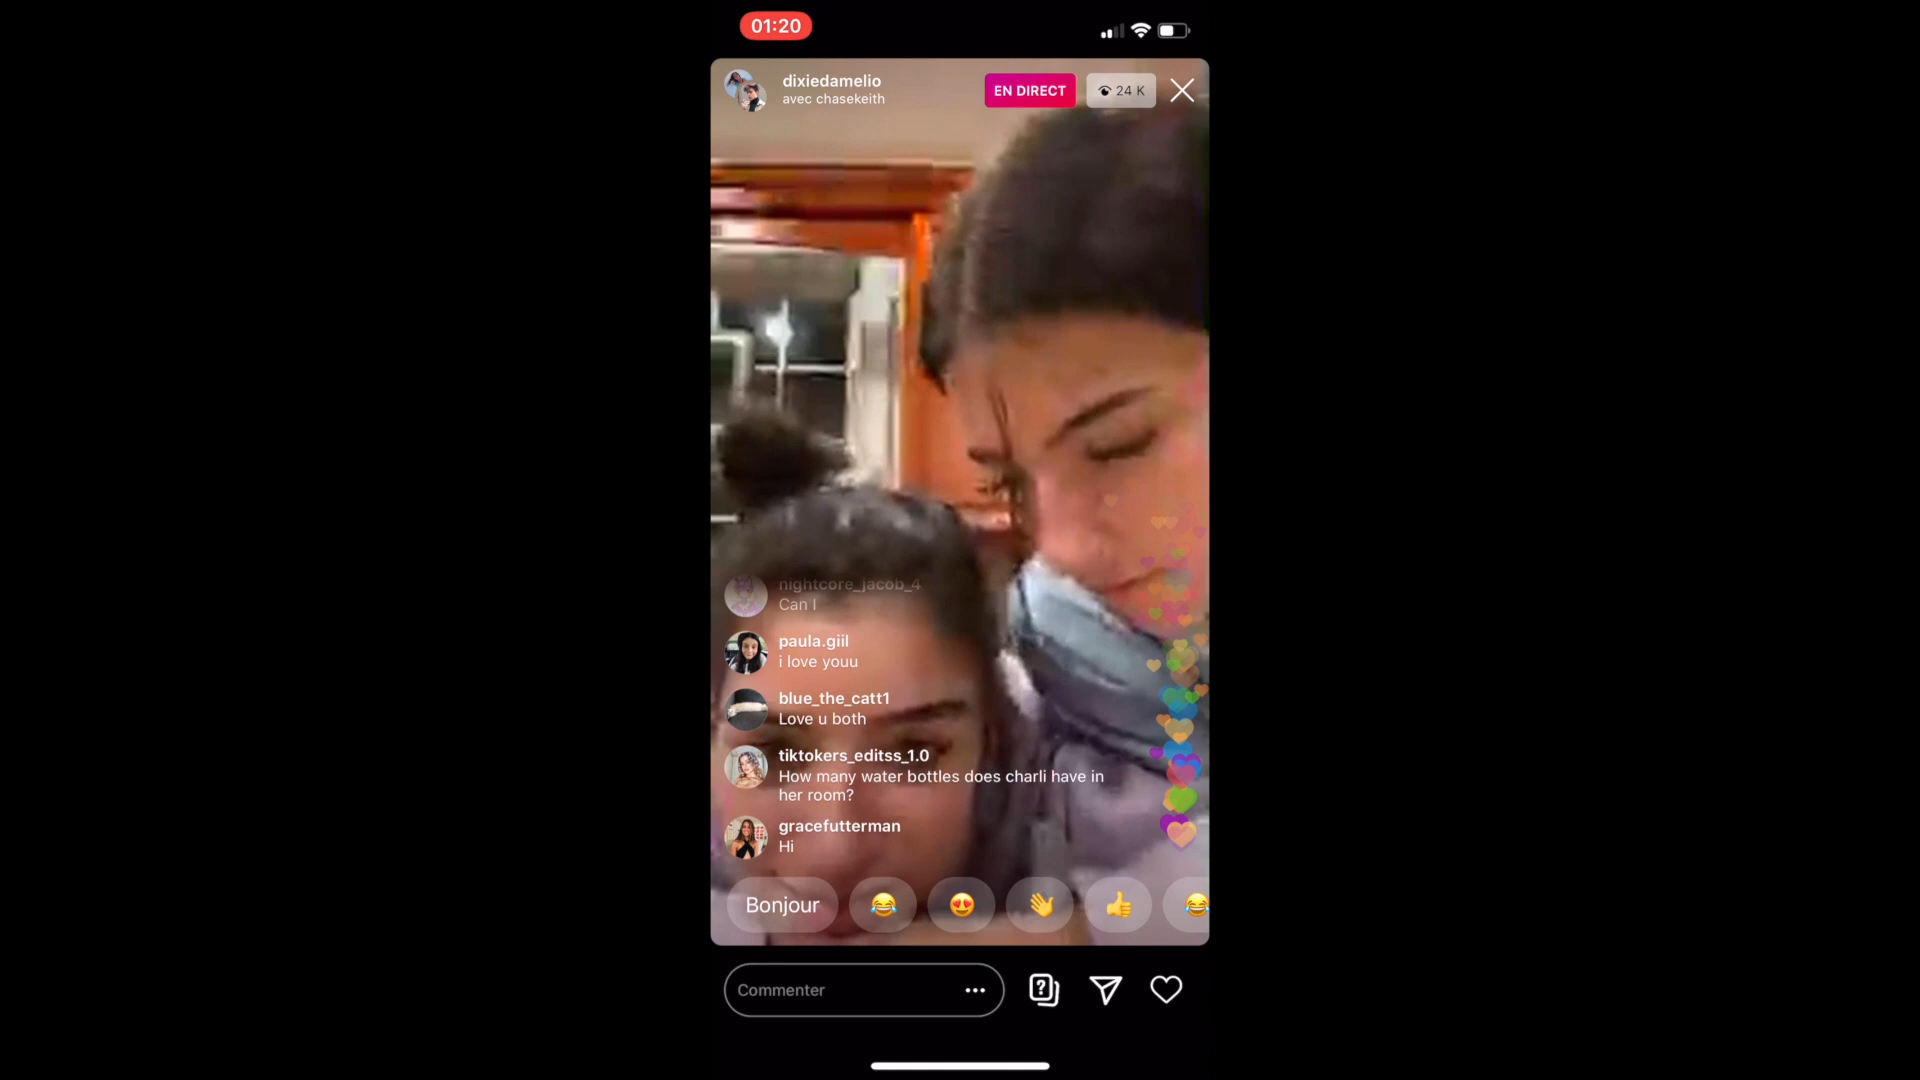 01:20
dixiedamelio
avec chasekeith
EN DIRECT
24 K
nightcore_jacob_4
Can I
paula.giil
i love youu
blue_the_catt1
Love u both
tiktokers_editss_1.0
How many water bottles does charli have in
her room?
gracefutterman
Hi
Bonjour
Commenter